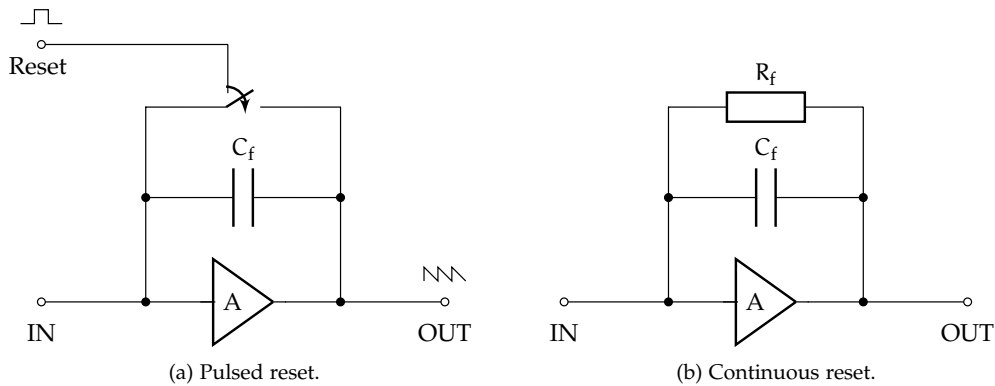 Reset
C_f
A
IN
OUT
(a) Pulsed reset.
R_f
C_f
A
IN
OUT
(b) Continuous reset.